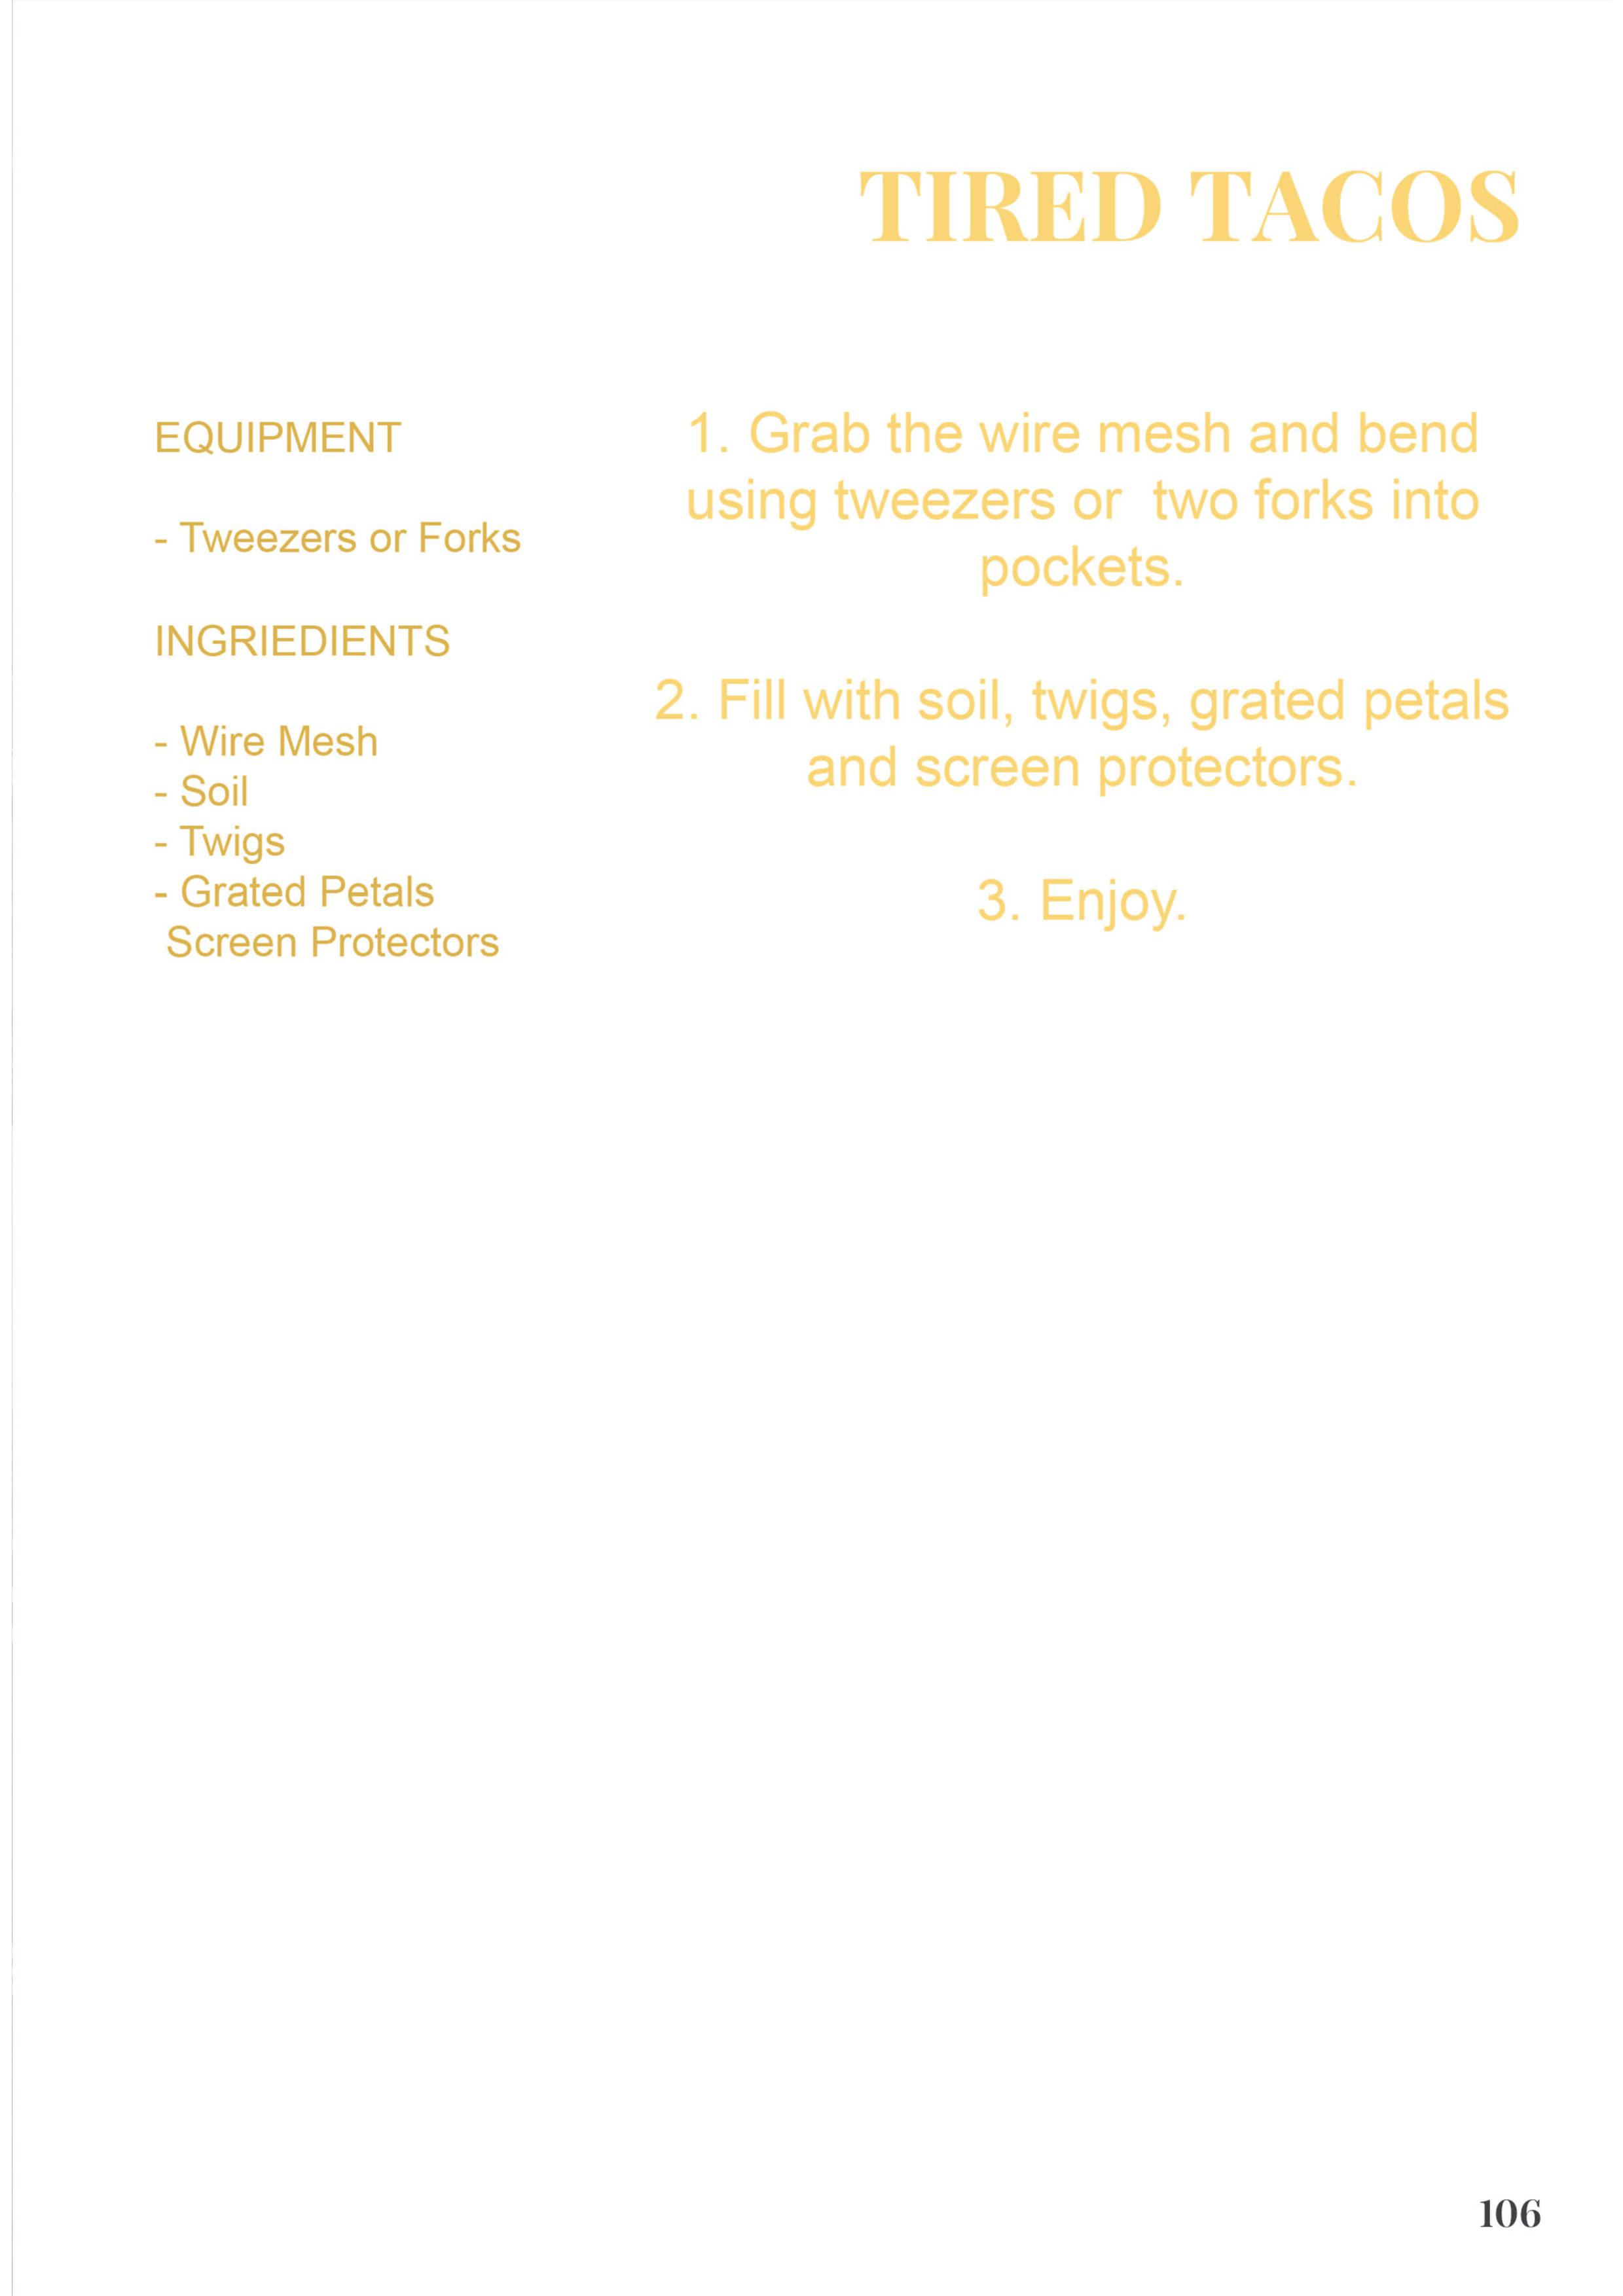 TIRED TACOS
EQUIPMENT
- Tweezers or Forks
INGRIEDIENTS
- Wire Mesh
- Soil
- Twigs
- Grated Petals
Screen Protectors
1. Grab the wire mesh and bend
using tweezers or  two forks into
pockets.
2. Fill with soil, twigs, grated petals
and screen protectors.
3. Enjoy.
106